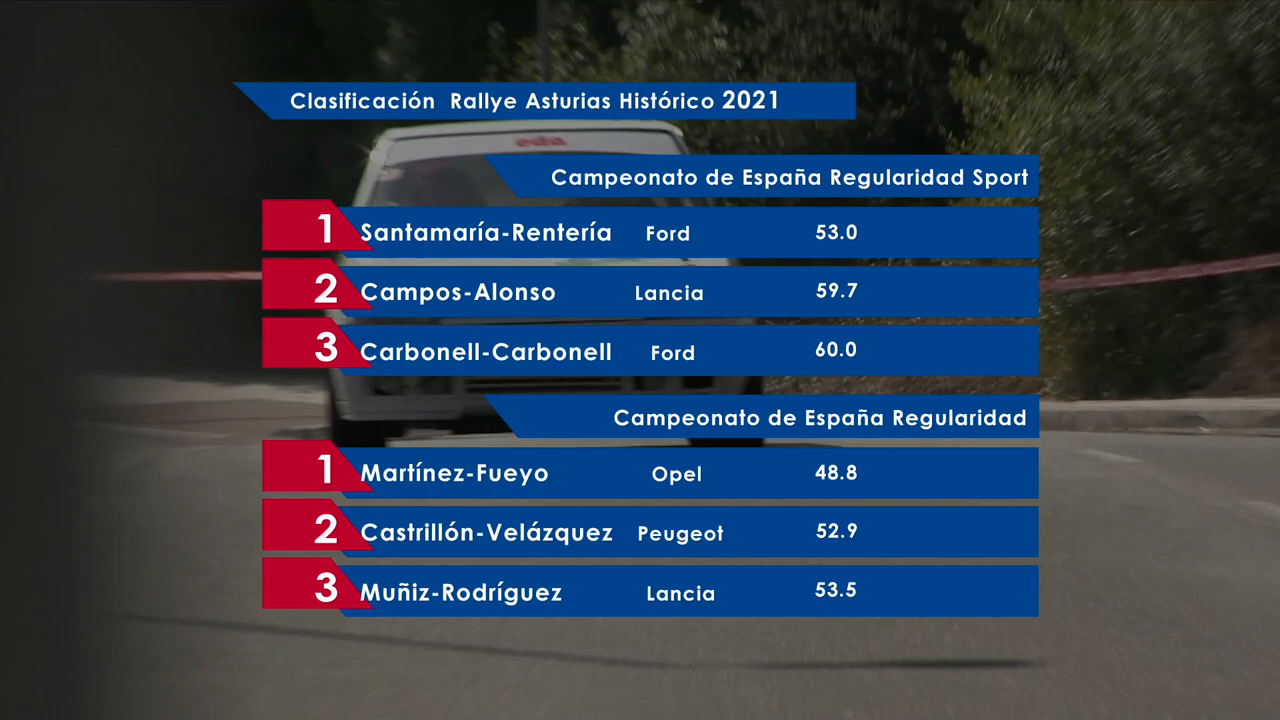 Clasificación Rallye Asturias Histórico 2021
eda
Campeonato de España Regularidad Sport
1 Santamaría-Rentería Ford 53.0
2 Campos-Alonso Lancia 59.7
3 Carbonell-Carbonell Ford 60.0
Campeonato de España Regularidad
1 Martínez-Fueyo Opel 48.8
2 Castrillón-Velázquez Peugeot 52.9
3 Muñiz-Rodríguez Lancia 53.5